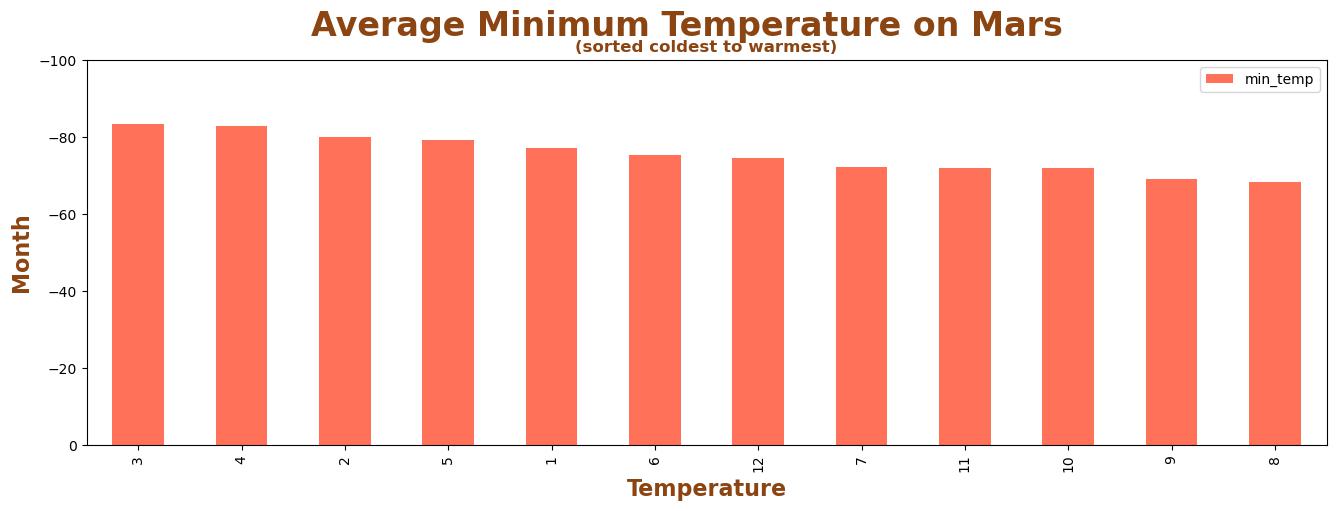 Average Minimum Temperature on Mars
(sorted coldest to warmest)
min_temp
−100
−80
−60
−40
−20
0
Month
3 4 2 5 1 6 12 7 11 10 9 8
Temperature